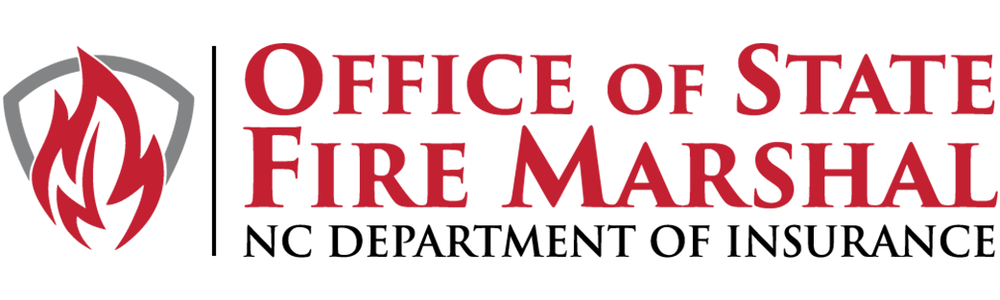 OFFICE OF STATE
FIRE MARSHAL
NC DEPARTMENT OF INSURANCE